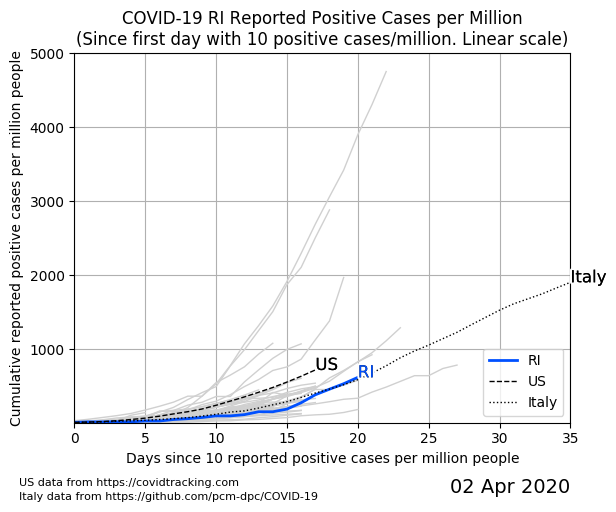 COVID-19 RI Reported Positive Cases per Million
(Since first day with 10 positive cases/million. Linear scale)
Cumulative reported positive cases per million people
5000
4000
3000
2000
1000
Italy
US
RI
RI
US
Italy
0
5
10
15
20
25
30
35
Days since 10 reported positive cases per million people
US data from https://covidtracking.com
Italy data from https://github.com/pcm-dpc/COVID-19
02 Apr 2020